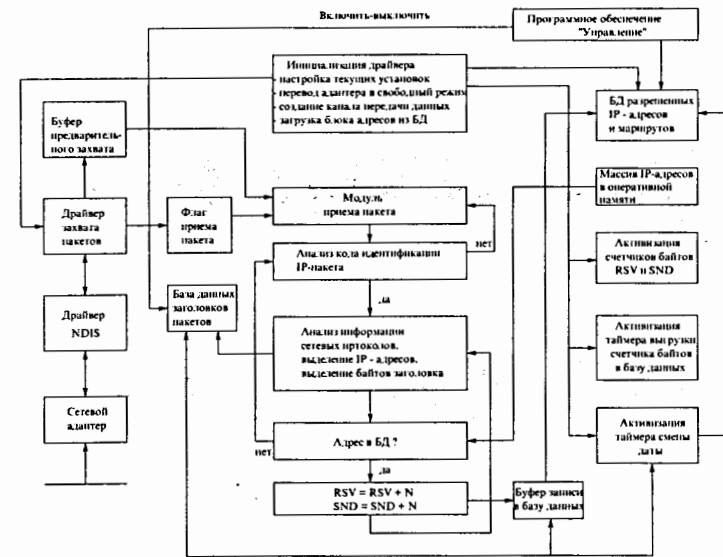 Включить-выключить
Программное обеспечение
"Управление"
Инициализация драйвера
- настройка текущих установок
- перевод адаптера в свободный режим
- создание канала передачи данных
- загрузка блока адресов из БД
БД разрешенных
IP - адресов
и маршрутов
Буфер
предваритель-
ного захвата
Массив IP-адресов
в оперативной
памяти
Драйвер
захвата
пакетов
Флаг
приема
пакета
Модуль
приема пакета
нет
Анализ кода идентификации
IP-пакета
да
Активизация
счетчиков байтов
RSV и SND
Драйвер
NDIS
База данных
заголовков
пакетов
Анализ информации
сетевых протоколов,
выделение IP - адресов,
выделение байтов заголовка
Активизация
таймера выгрузки
счетчика байтов
в базу данных
Сетевой
адаптер
Адрес в БД ?
нет
да
Активизация
таймера смены
даты
RSV = RSV + N
SND = SND + N
Буфер записи
в базу данных